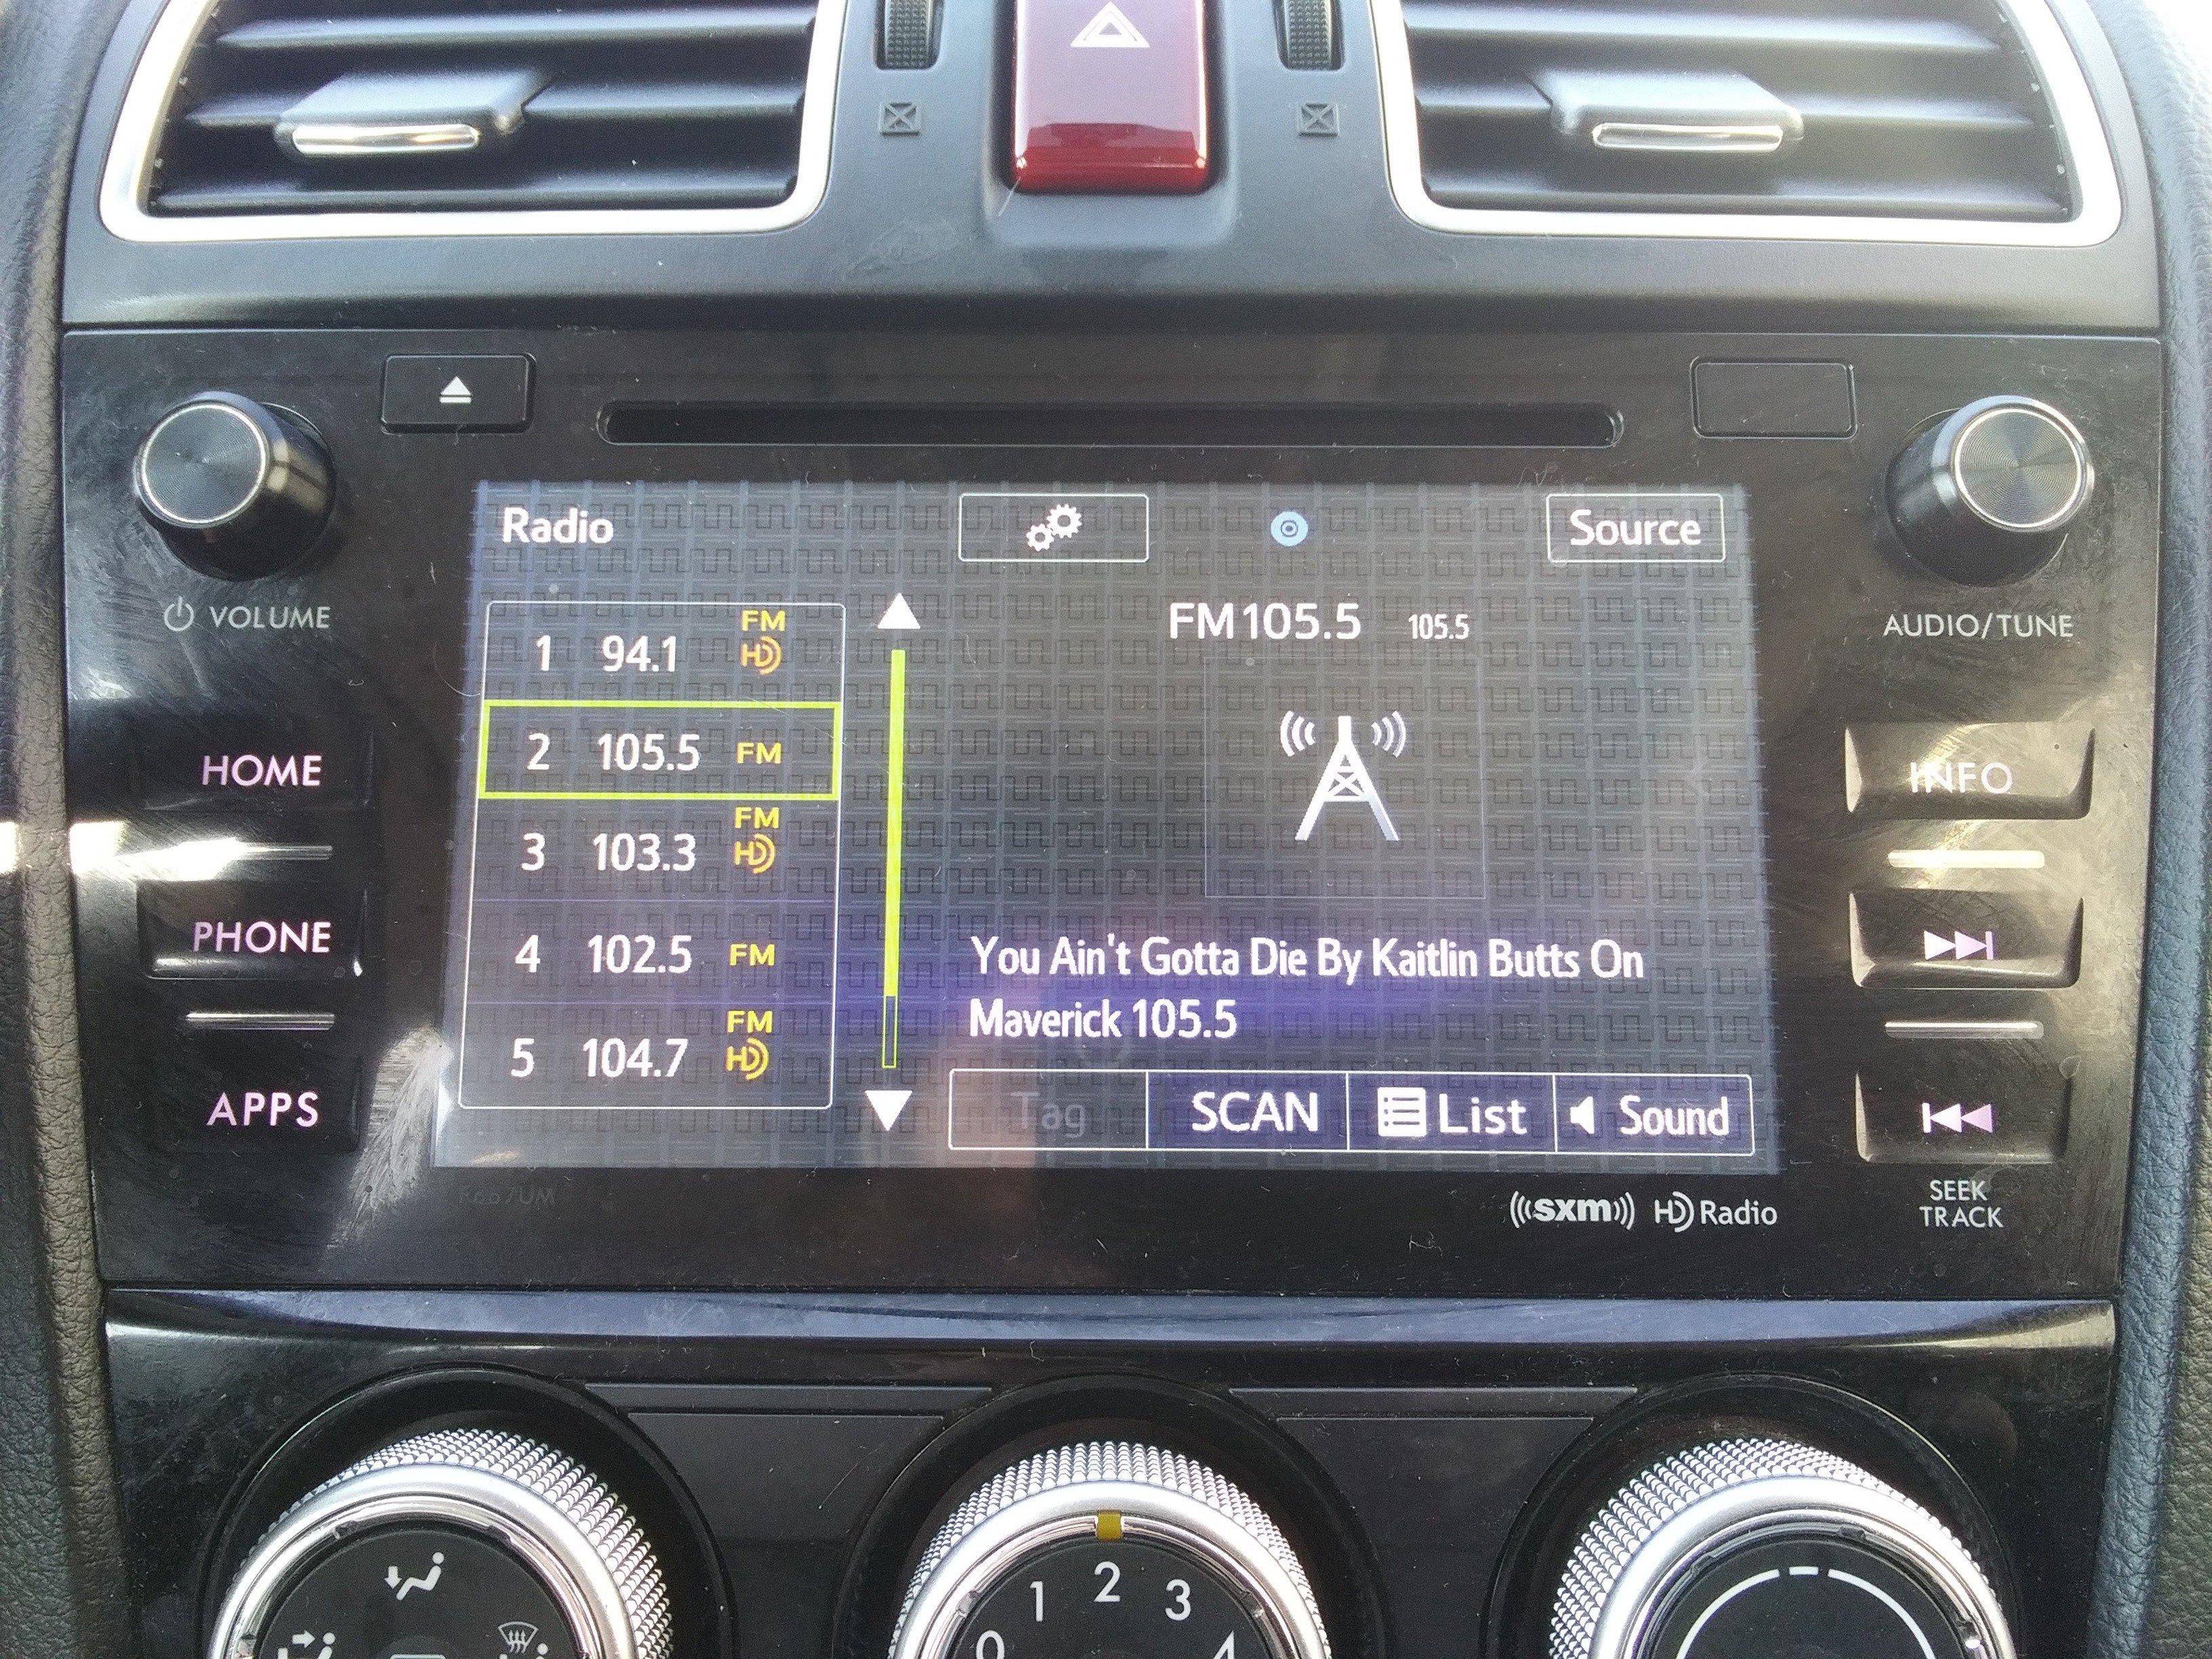 Radio
Source
VOLUME
AUDIO/TUNE
FM105.5 105.5
1 94.1 FM HD
2 105.5 FM
3 103.3 FM HD
4 102.5 FM
5 104.7 FM HD
HOME
PHONE
APPS
INFO
You Ain't Gotta Die By Kaitlin Butts On
Maverick 105.5
Tag SCAN List Sound
SEEK
TRACK
((sxm)) HD Radio
0 1 2 3 4